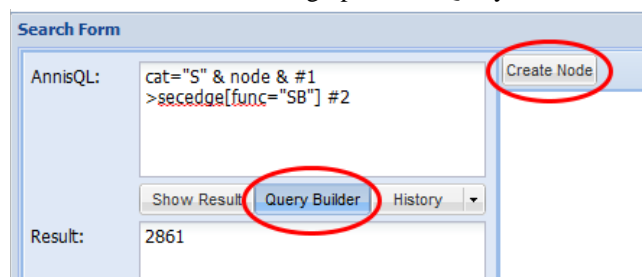 Search Form
AnnisQL:
cat="S" & node & #1
>secedge[func="SB"] #2
Create Node
Show Result Query Builder History
Result:
2861